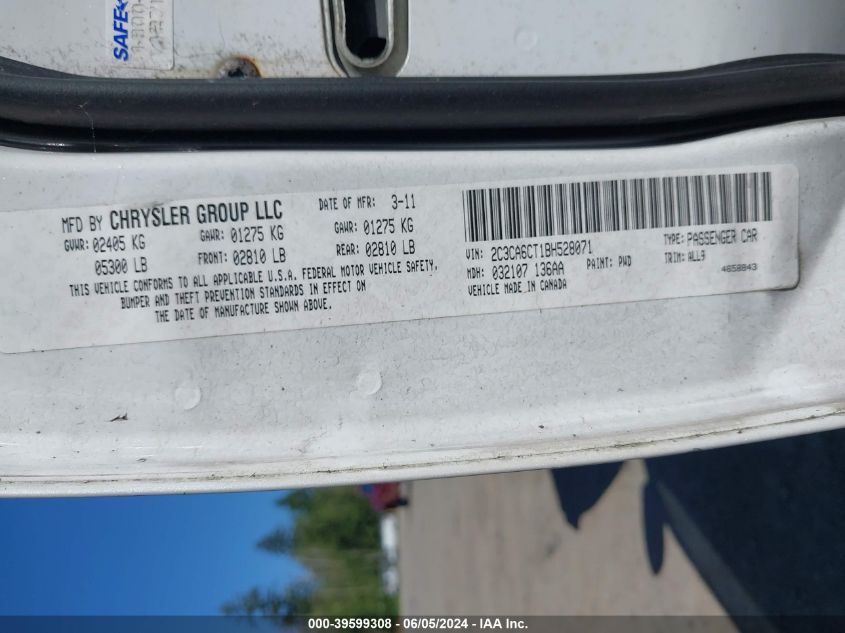 SAFE
MFD BY CHRYSLER GROUP LLC
DATE OF MFR: 3-11
GVWR: 02405 KG
GAWR: 01275 KG
GAWR: 01275 KG
05300 LB
FRONT: 02810 LB
REAR: 02810 LB
THIS VEHICLE CONFORMS TO ALL APPLICABLE U.S.A. FEDERAL MOTOR VEHICLE SAFETY,
BUMPER AND THEFT PREVENTION STANDARDS IN EFFECT ON
THE DATE OF MANUFACTURE SHOWN ABOVE.
VIN: 2C3CA6CT1BH528071
TYPE: PASSENGER CAR
MDH: 032107 136AA
PAINT: PWD
TRIM: ALL9
VEHICLE MADE IN CANADA
4658843
000-39599308 - 06/05/2024 - IAA Inc.